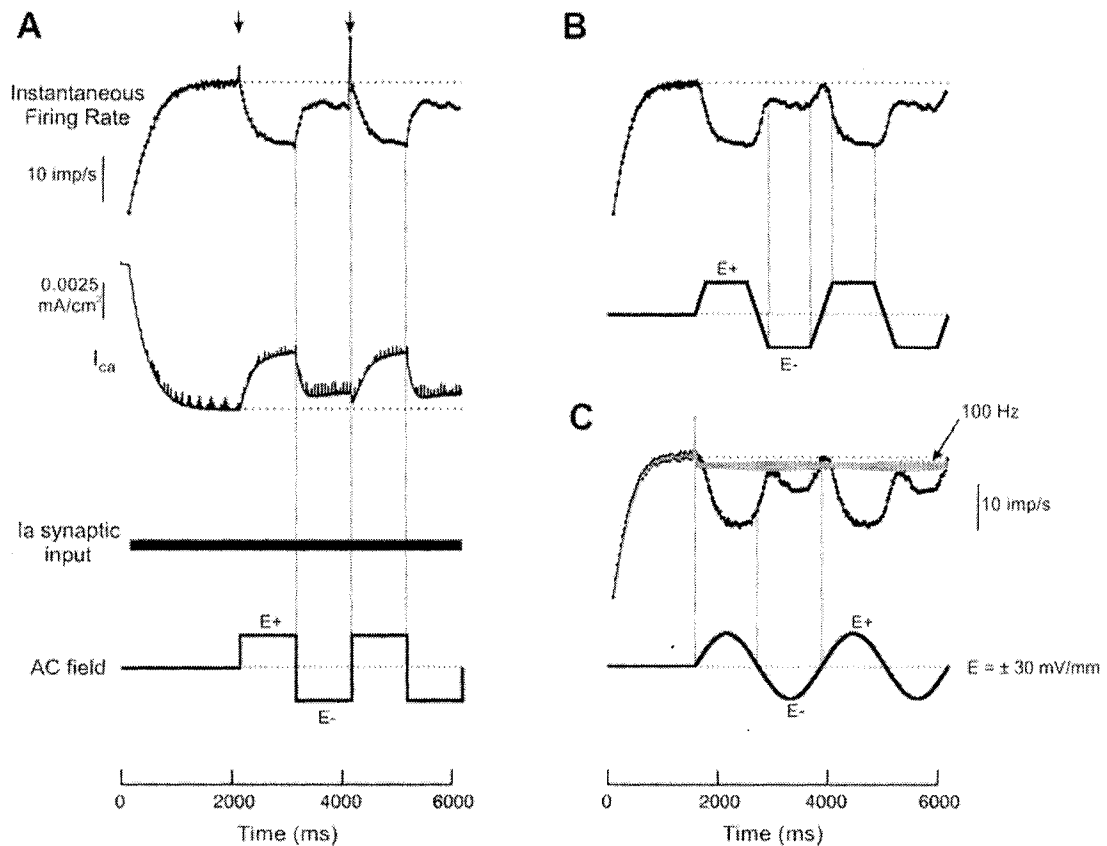 A
Instantaneous
Firing Rate
10 imp/s
0.0025
mA/cm²
Ica
Ia synaptic
input
AC field
E+
E-
0
2000
4000
6000
Time (ms)
B
E+
E-
C
100 Hz
10 imp/s
E+
E-
E = ± 30 mV/mm
0
2000
4000
6000
Time (ms)